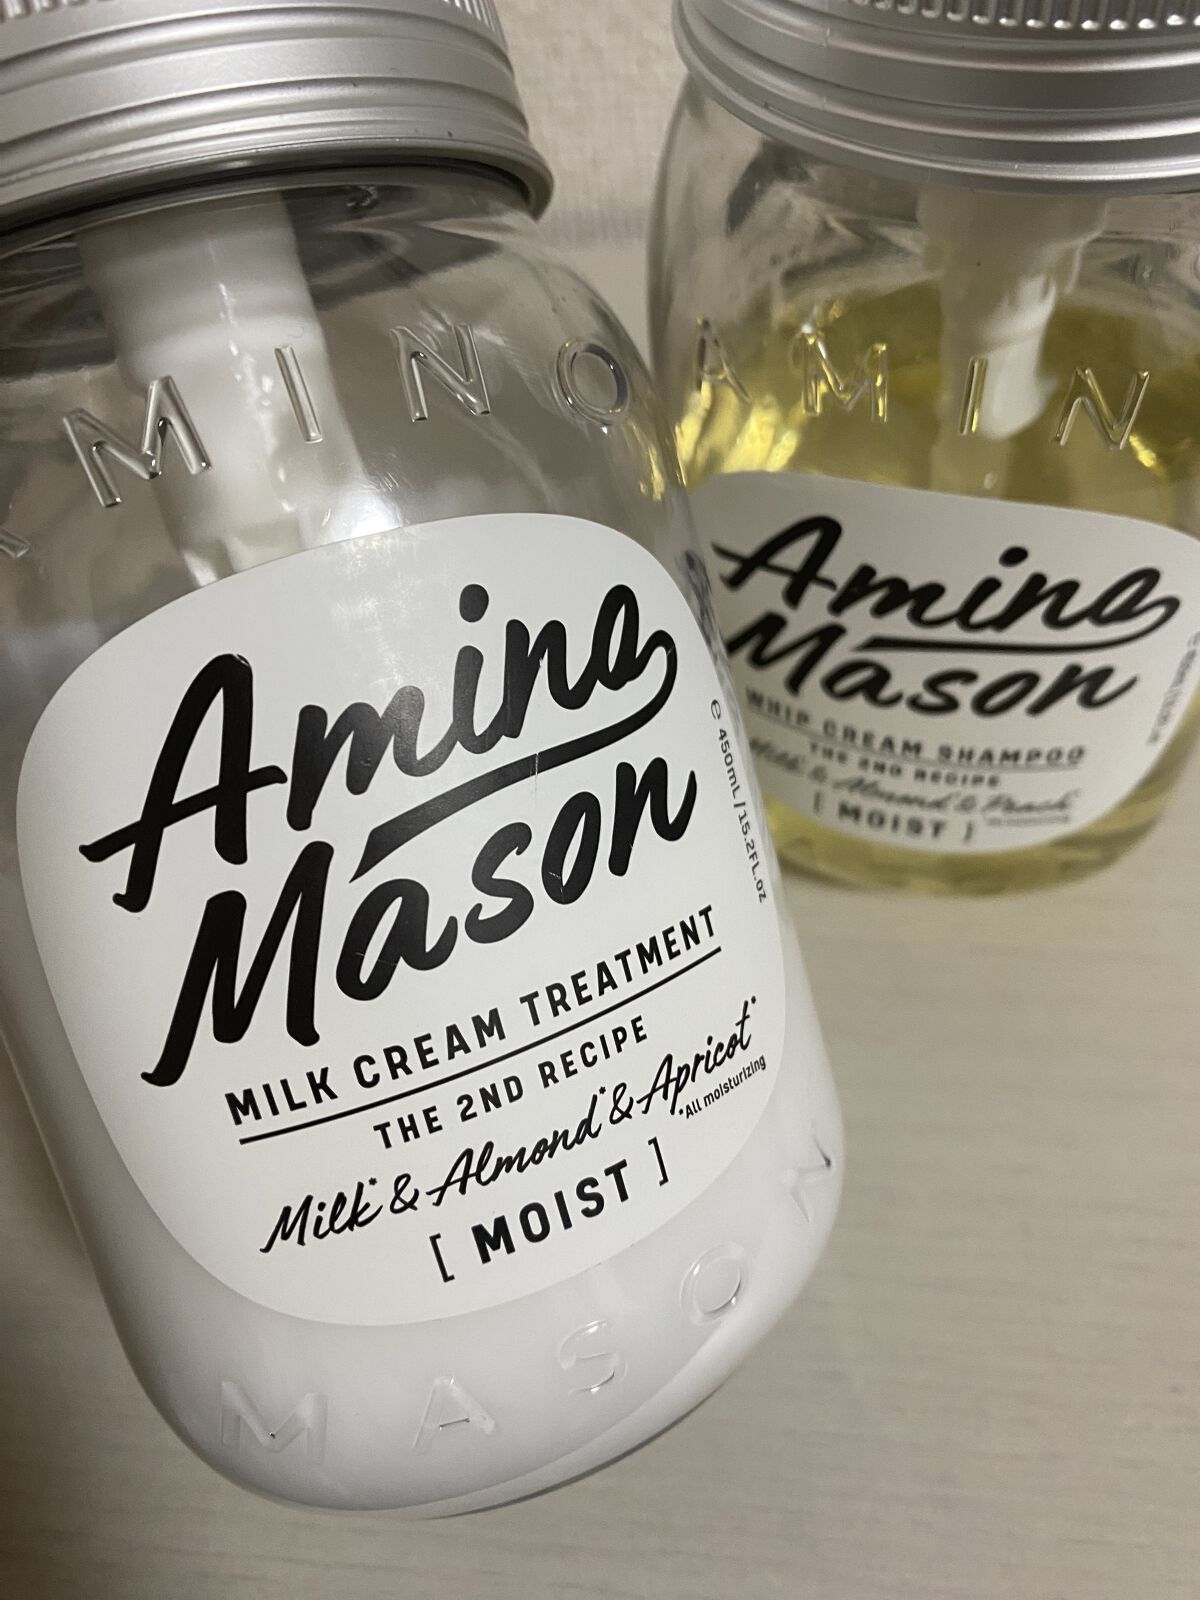 AMINO
Amino
Mason
MILK CREAM TREATMENT
THE 2ND RECIPE
Milk* & Almond* & Apricot*
*All moisturizing
[ MOIST ]
e 450mL/15.2FL.oz
MASON
AMIN
Amino
Mason
WHIP CREAM SHAMPOO
THE 2ND RECIPE
Milk & Almond & Peach
[ MOIST ]